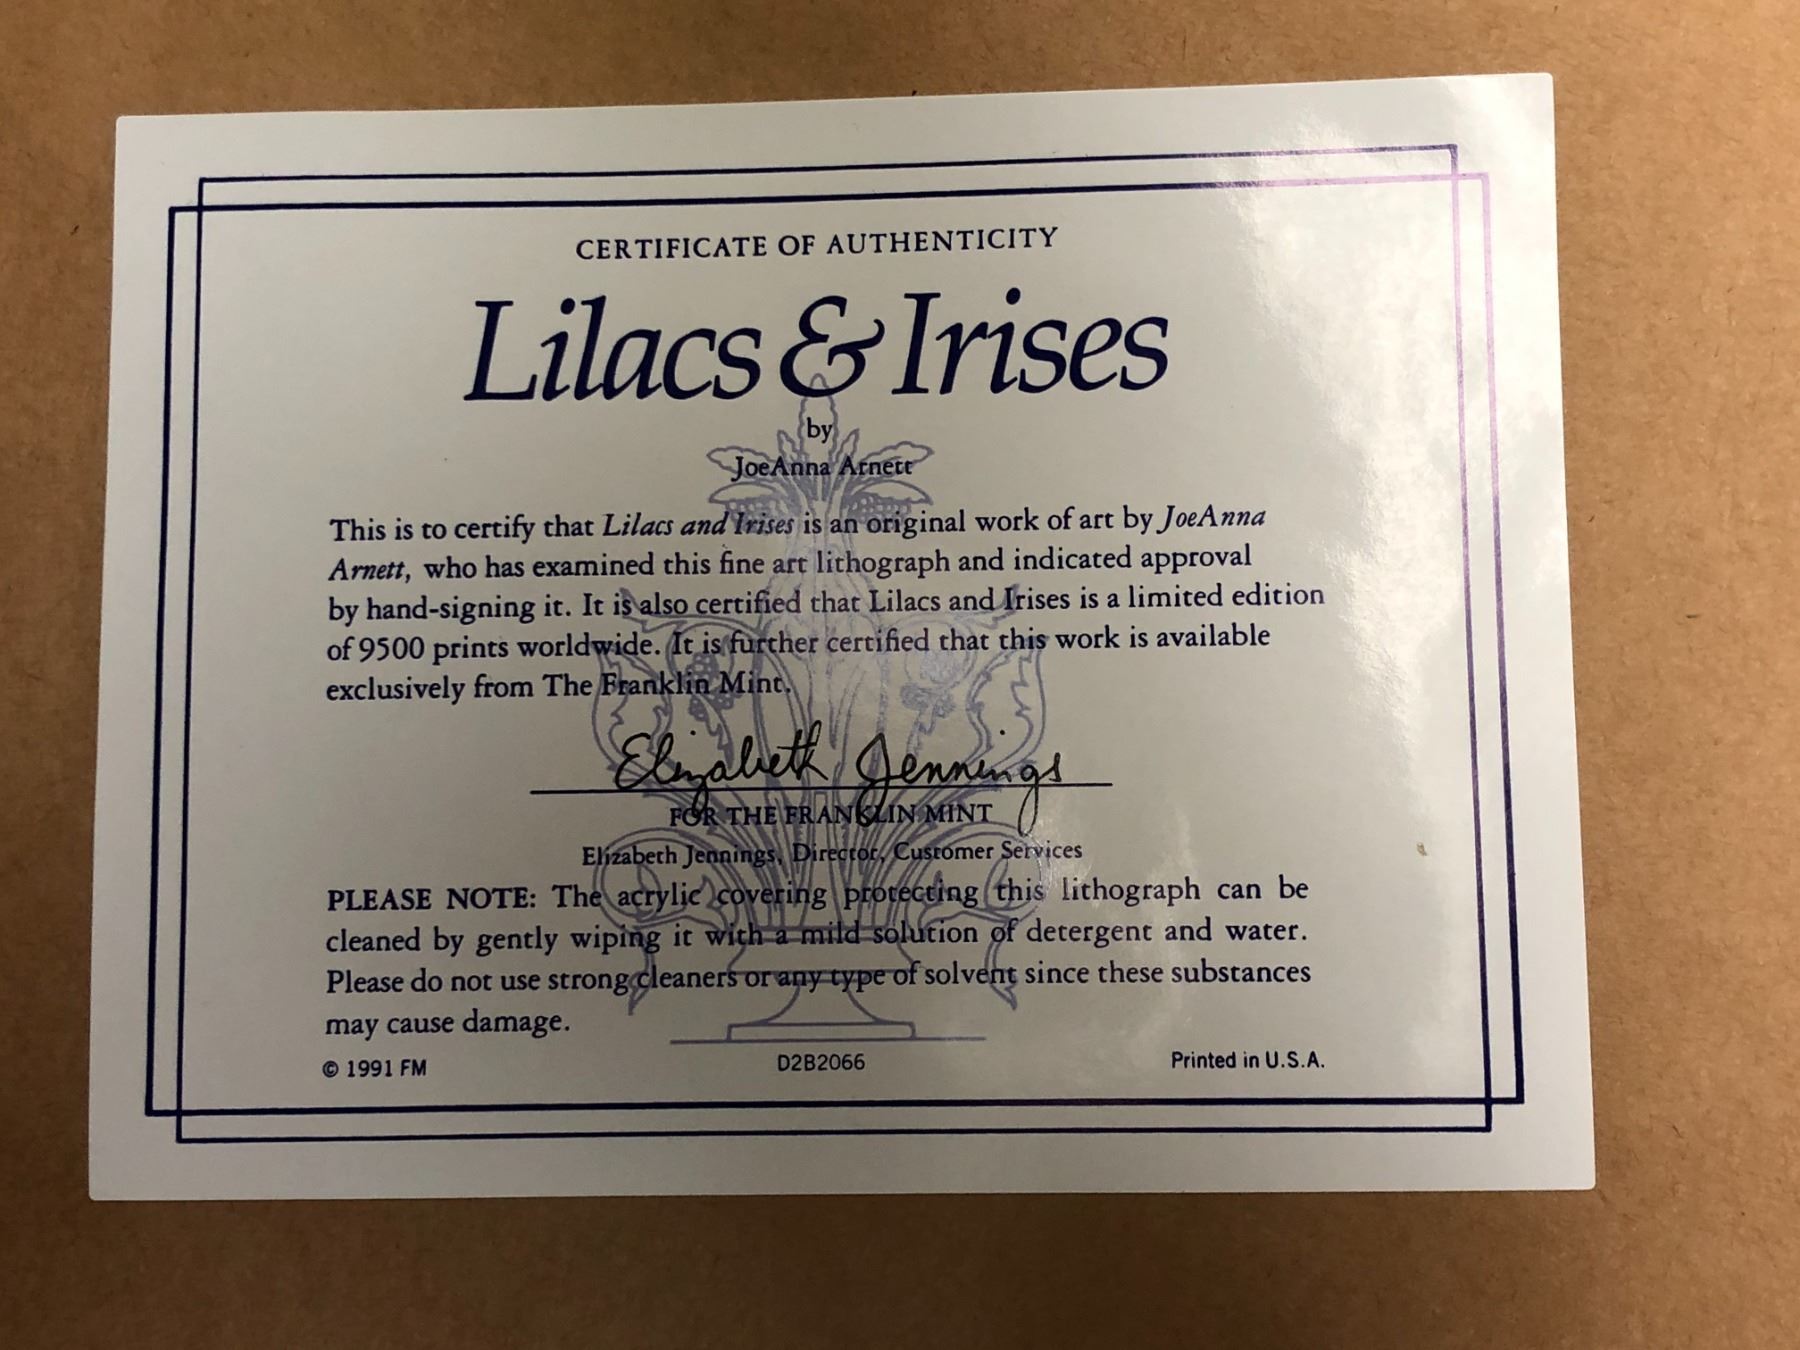 CERTIFICATE OF AUTHENTICITY
Lilacs & Irises
by
JoeAnna Arnett
This is to certify that Lilacs and Irises is an original work of art by JoeAnna
Arnett, who has examined this fine art lithograph and indicated approval
by hand-signing it. It is also certified that Lilacs and Irises is a limited edition
of 9500 prints worldwide. It is further certified that this work is available
exclusively from The Franklin Mint.
Elizabeth Jennings
FOR THE FRANKLIN MINT
Elizabeth Jennings, Director, Customer Services
PLEASE NOTE: The acrylic covering protecting this lithograph can be
cleaned by gently wiping it with a mild solution of detergent and water.
Please do not use strong cleaners or any type of solvent since these substances
may cause damage.
© 1991 FM D2B2066 Printed in U.S.A.